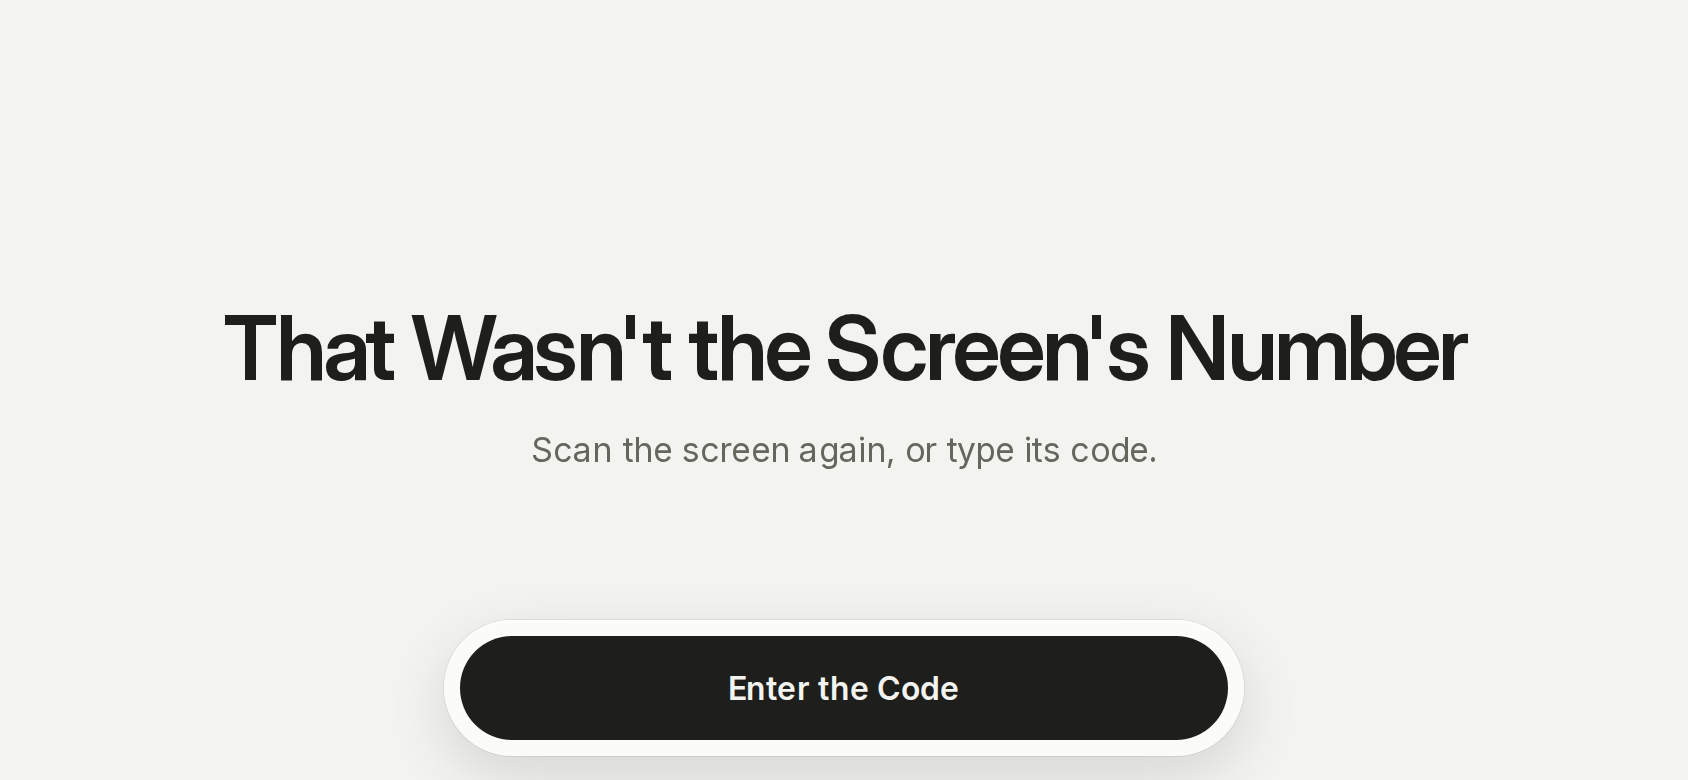 That Wasn't the Screen's Number
Scan the screen again, or type its code.
Enter the Code